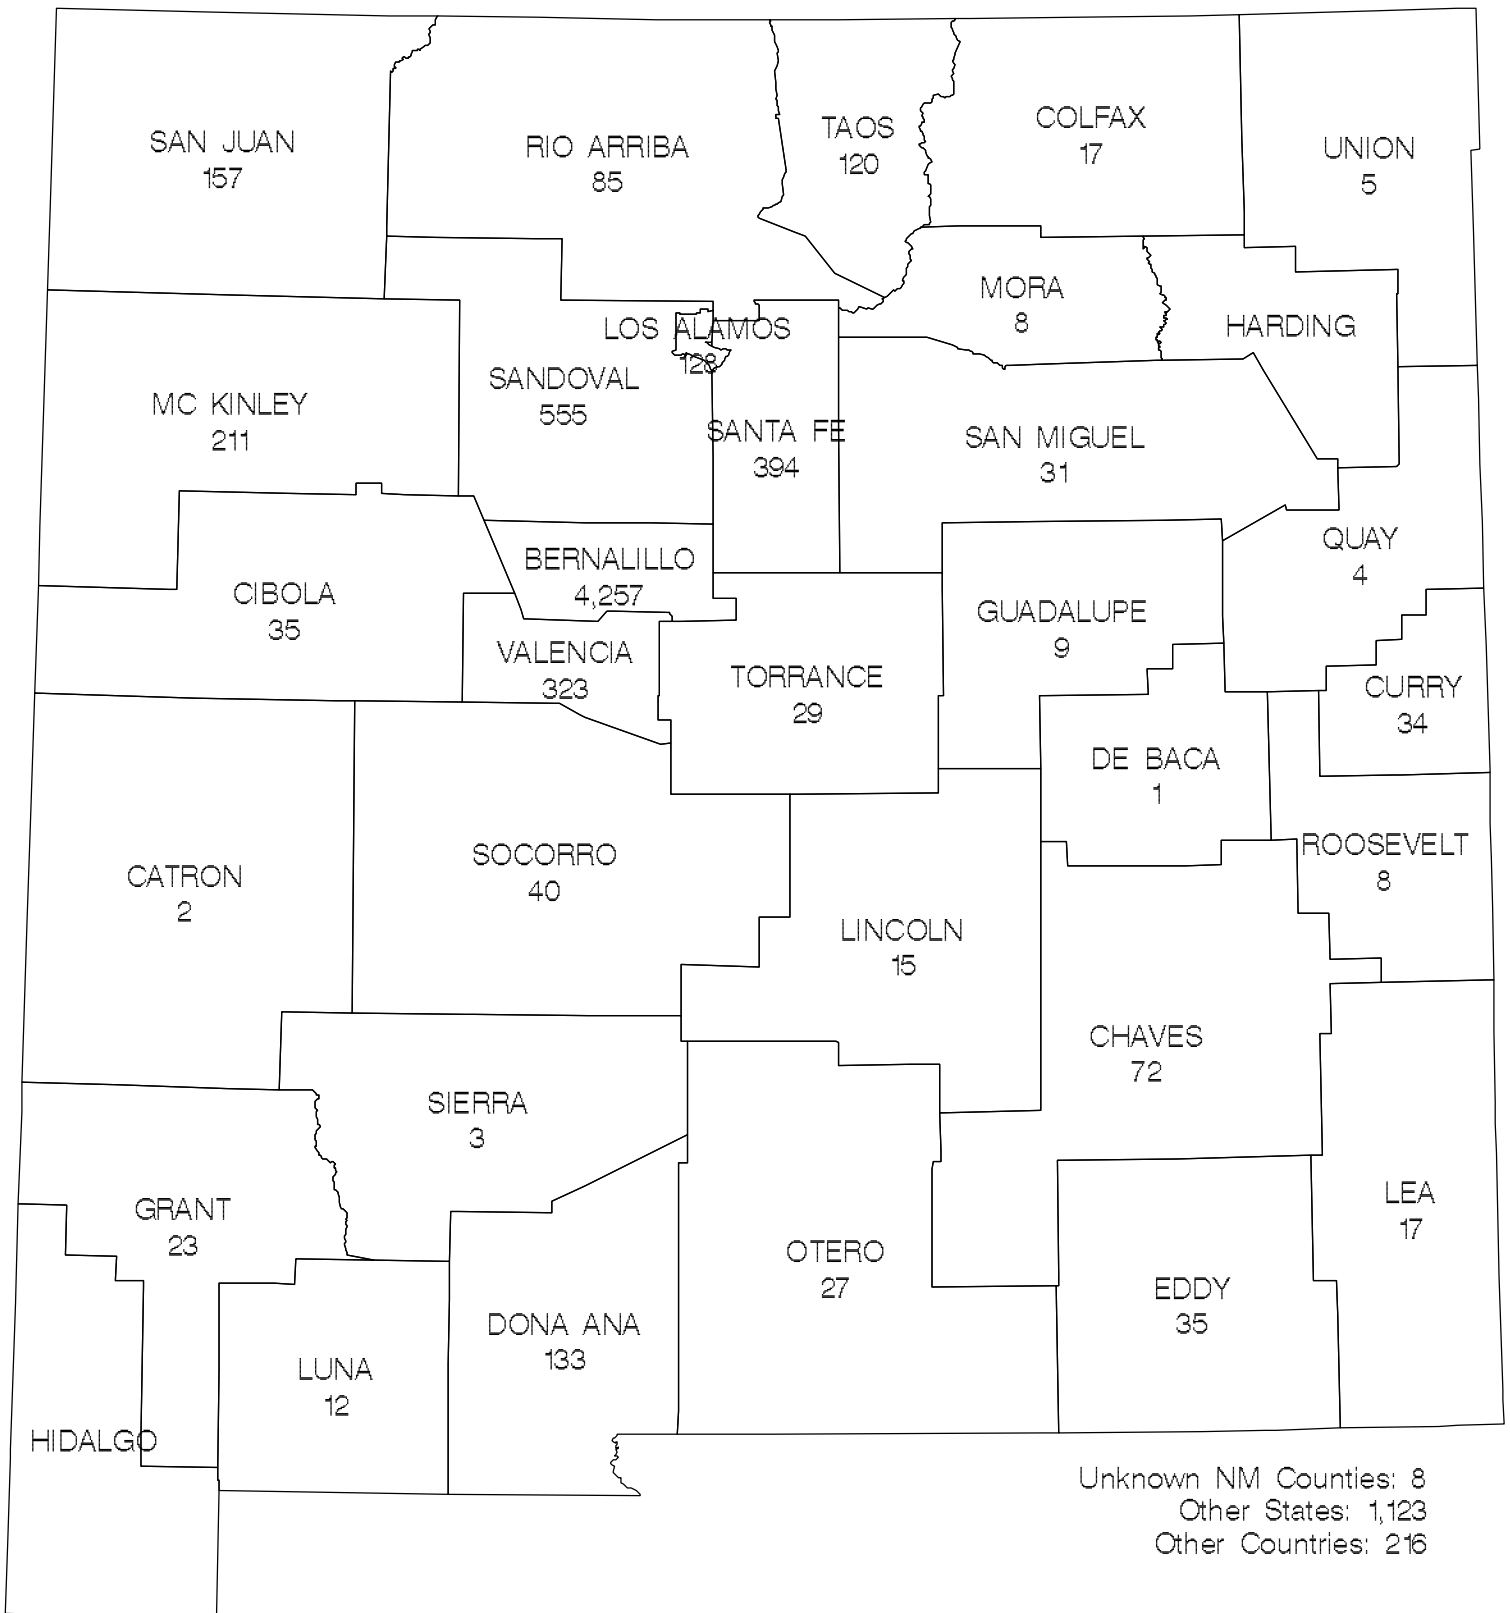 SAN JUAN
157
RIO ARRIBA
85
TAOS
120
COLFAX
17
UNION
5
MORA
8
HARDING
LOS ALAMOS
128
SANDOVAL
555
MC KINLEY
211
SANTA FE
394
SAN MIGUEL
31
QUAY
4
BERNALILLO
4,257
CIBOLA
35
GUADALUPE
9
VALENCIA
323
TORRANCE
29
CURRY
34
DE BACA
1
ROOSEVELT
8
SOCORRO
40
CATRON
2
LINCOLN
15
CHAVES
72
SIERRA
3
LEA
17
GRANT
23
OTERO
27
EDDY
35
DONA ANA
133
LUNA
12
HIDALGO
Unknown NM Counties: 8
Other States: 1,123
Other Countries: 216